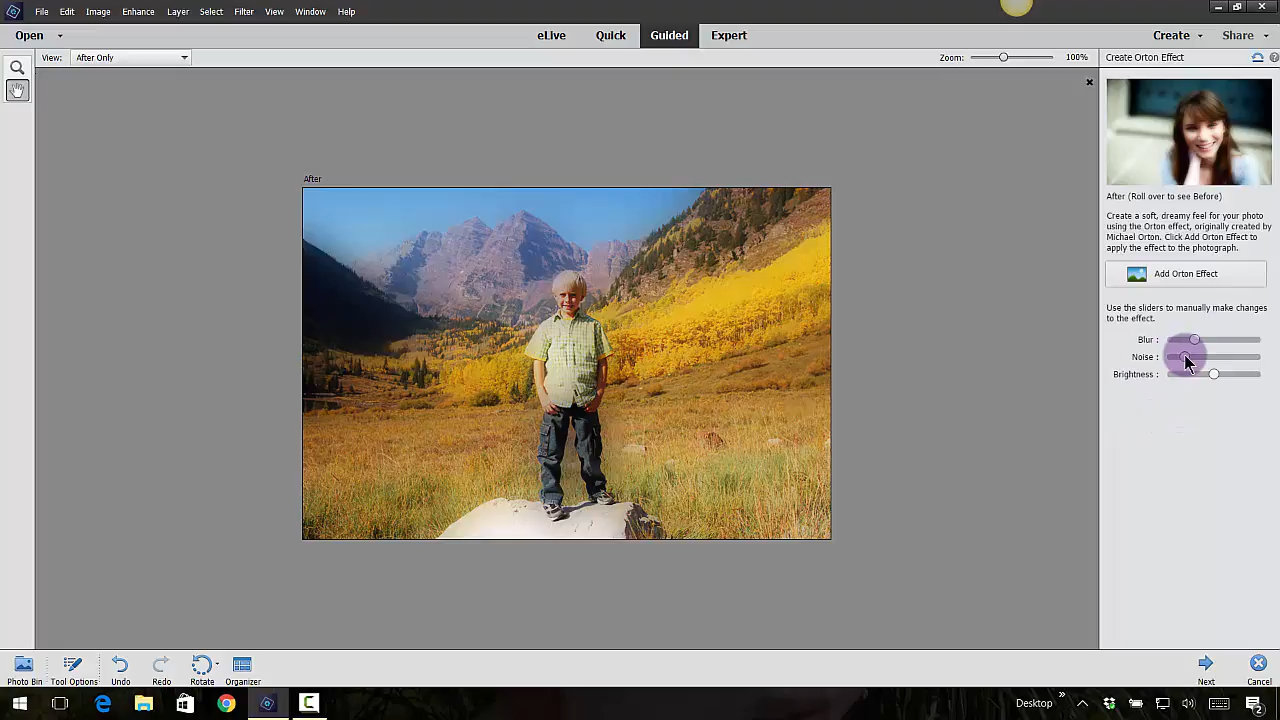 File Edit Image Enhance Layer Select Filter View Window Help
Open eLive Quick Guided Expert Create Share
View: After Only Zoom: 100% Create Orton Effect
After
After (Roll over to see Before)
Create a soft, dreamy feel for your photo
using the Orton effect, originally created by
Michael Orton. Click Add Orton Effect to
apply the effect to the photograph.
Add Orton Effect
Use the sliders to manually make changes
to the effect.
Blur :
Noise :
Brightness :
Photo Bin Tool Options Undo Redo Rotate Organizer Next Cancel
Desktop 2